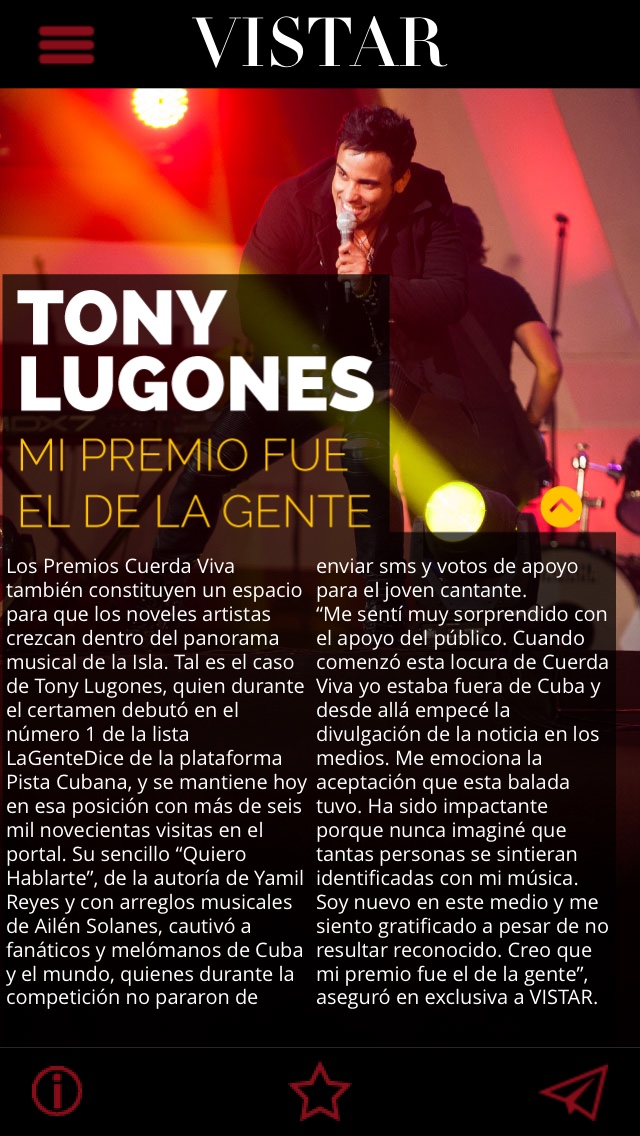 VISTAR
TONY
LUGONES
MI PREMIO FUE
EL DE LA GENTE
Los Premios Cuerda Viva
también constituyen un espacio
para que los noveles artistas
crezcan dentro del panorama
musical de la Isla. Tal es el caso
de Tony Lugones, quien durante
el certamen debutó en el
número 1 de la lista
LaGenteDice de la plataforma
Pista Cubana, y se mantiene hoy
en esa posición con más de seis
mil novecientas visitas en el
portal. Su sencillo “Quiero
Hablarte”, de la autoría de Yamil
Reyes y con arreglos musicales
de Ailén Solanes, cautivó a
fanáticos y melómanos de Cuba
y el mundo, quienes durante la
competición no pararon de
enviar sms y votos de apoyo
para el joven cantante.
“Me sentí muy sorprendido con
el apoyo del público. Cuando
comenzó esta locura de Cuerda
Viva yo estaba fuera de Cuba y
desde allá empecé la
divulgación de la noticia en los
medios. Me emociona la
aceptación que esta balada
tuvo. Ha sido impactante
porque nunca imaginé que
tantas personas se sintieran
identificadas con mi música.
Soy nuevo en este medio y me
siento gratificado a pesar de no
resultar reconocido. Creo que
mi premio fue el de la gente”,
aseguró en exclusiva a VISTAR.